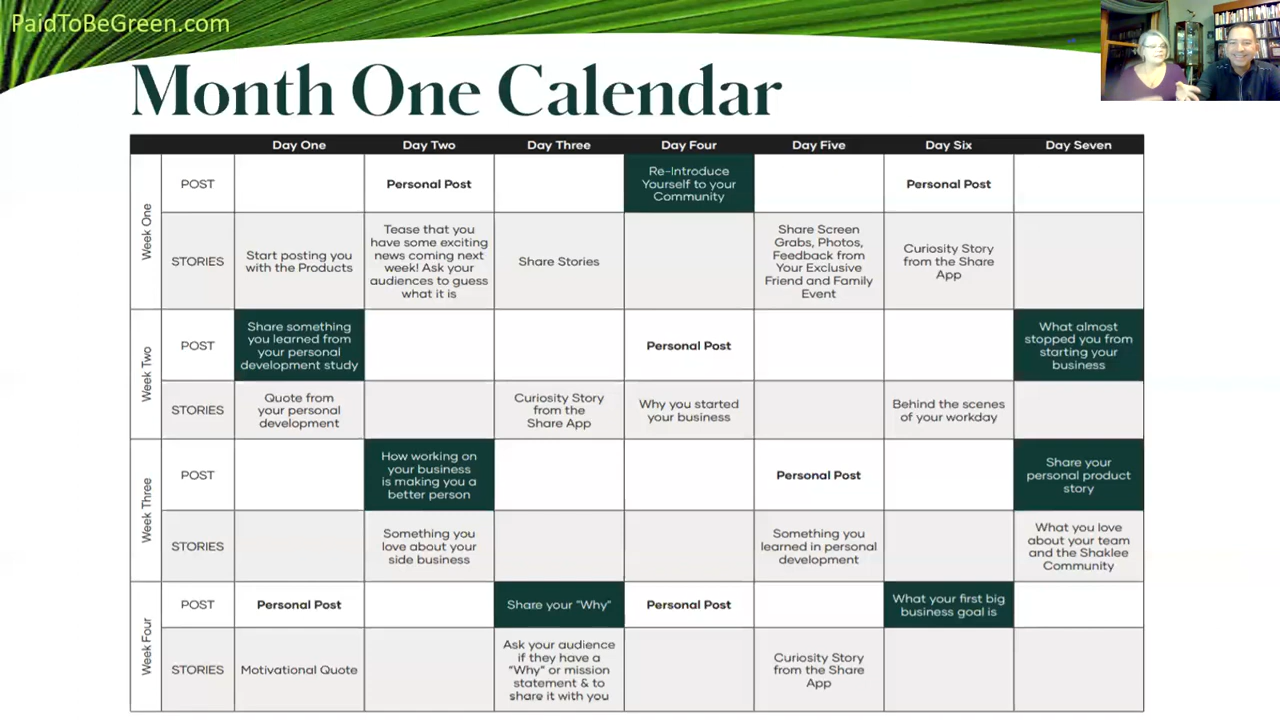 PaidToBeGreen.com
Month One Calendar
Day One Day Two Day Three Day Four Day Five Day Six Day Seven
Week One
POST
Personal Post
Re-Introduce
Yourself to your
Community
Personal Post
STORIES
Start posting you
with the Products
Tease that you
have some exciting
news coming next
week! Ask your
audiences to guess
what it is
Share Stories
Share Screen
Grabs, Photos,
Feedback from
Your Exclusive
Friend and Family
Event
Curiosity Story
from the Share
App
Week Two
POST
Share something
you learned from
your personal
development study
Personal Post
What almost
stopped you from
starting your
business
STORIES
Quote from
your personal
development
Curiosity Story
from the
Share App
Why you started
your business
Behind the scenes
of your workday
Week Three
POST
How working on
your business
is making you a
better person
Personal Post
Share your
personal product
story
STORIES
Something you
love about your
side business
Something you
learned in personal
development
What you love
about your team
and the Shaklee
Community
Week Four
POST
Personal Post
Share your "Why"
Personal Post
What your first big
business goal is
STORIES
Motivational Quote
Ask your audience
if they have a
"Why" or mission
statement & to
share it with you
Curiosity Story
from the Share
App